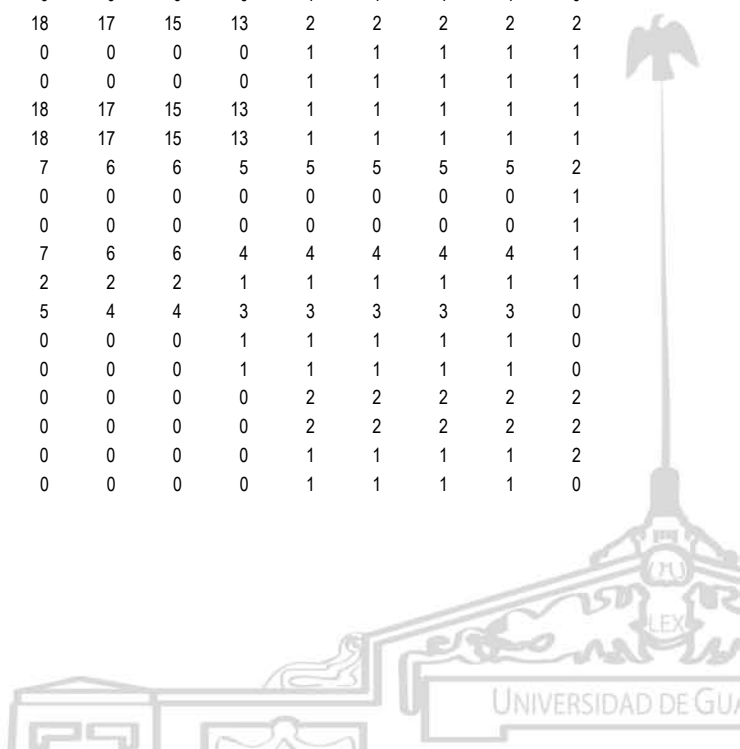 18 17 15 13 2 2 2 2 2
0 0 0 0 1 1 1 1 1
0 0 0 0 1 1 1 1 1
18 17 15 13 1 1 1 1 1
18 17 15 13 1 1 1 1 1
7 6 6 5 5 5 5 5 2
0 0 0 0 0 0 0 0 1
0 0 0 0 0 0 0 0 1
7 6 6 4 4 4 4 4 1
2 2 2 1 1 1 1 1 1
5 4 4 3 3 3 3 3 0
0 0 0 1 1 1 1 1 0
0 0 0 1 1 1 1 1 0
0 0 0 0 2 2 2 2 2
0 0 0 0 2 2 2 2 2
0 0 0 0 1 1 1 1 2
0 0 0 0 1 1 1 1 0
LEX
UNIVERSIDAD DE GUA